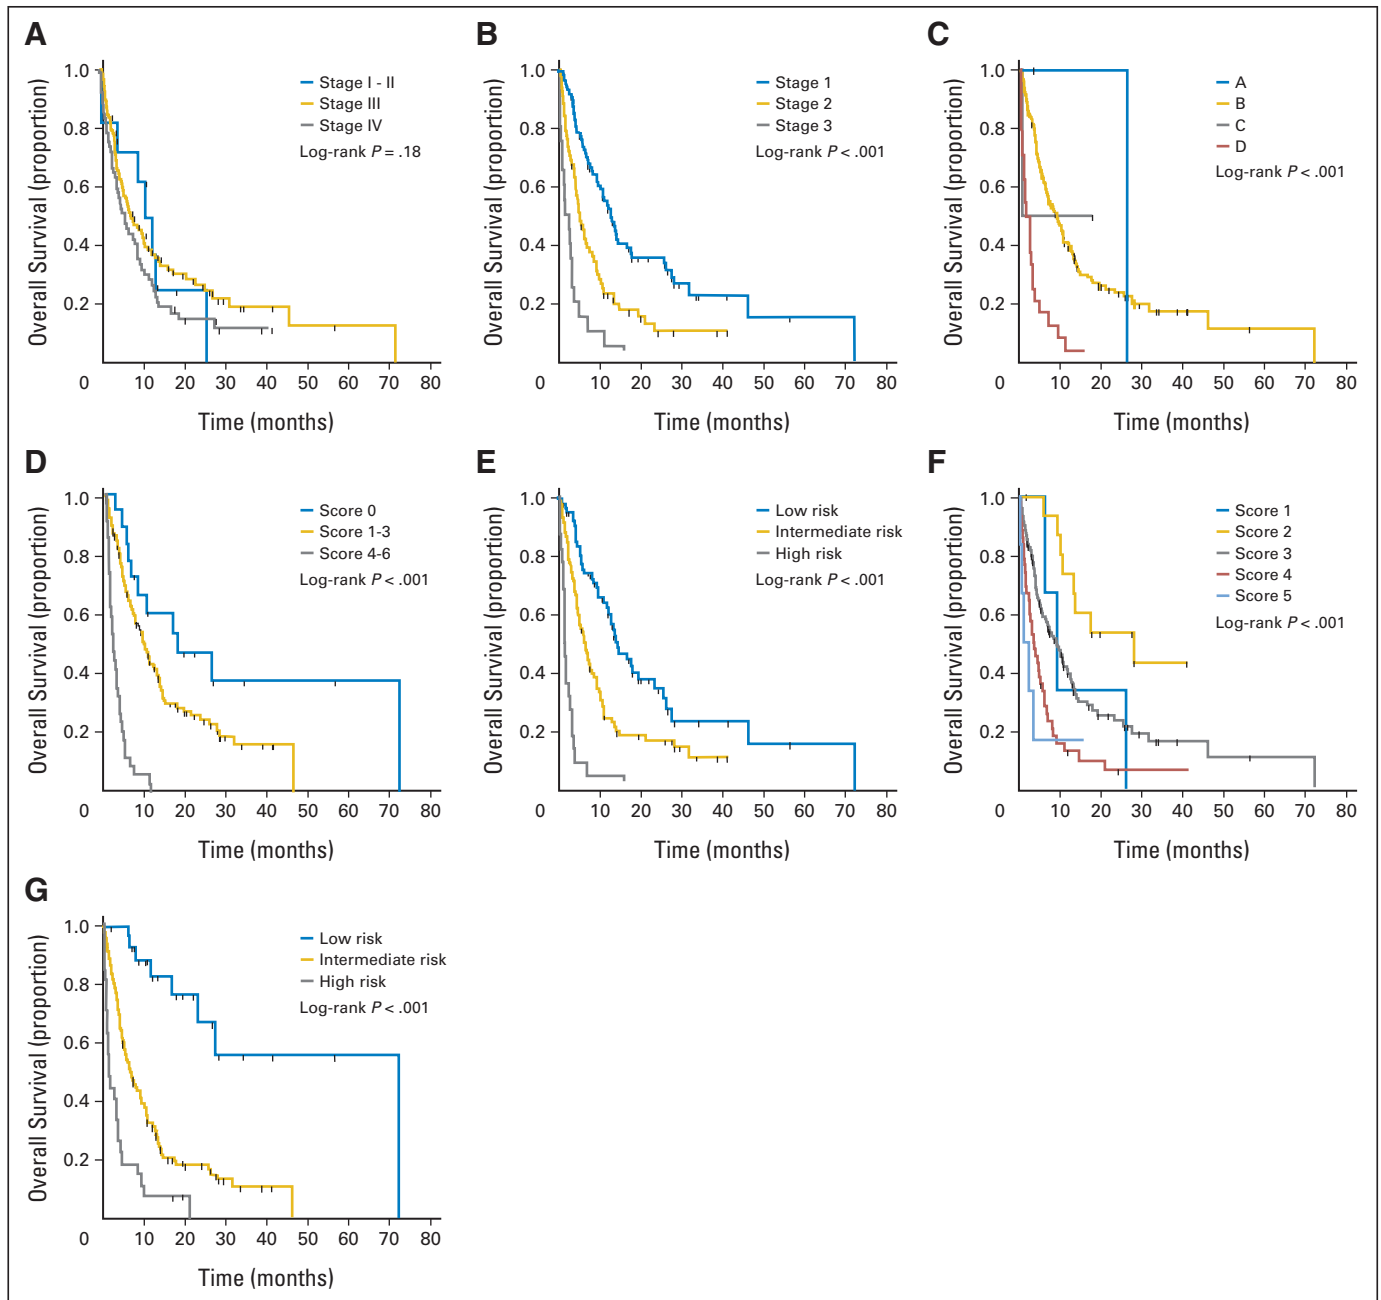 A
Overall Survival (proportion)
1.0
0.8
0.6
0.4
0.2
0 10 20 30 40 50 60 70 80
Time (months)
Stage I - II
Stage III
Stage IV
Log-rank P = .18
B
Overall Survival (proportion)
1.0
0.8
0.6
0.4
0.2
0 10 20 30 40 50 60 70 80
Time (months)
Stage 1
Stage 2
Stage 3
Log-rank P < .001
C
Overall Survival (proportion)
1.0
0.8
0.6
0.4
0.2
0 10 20 30 40 50 60 70 80
Time (months)
A
B
C
D
Log-rank P < .001
D
Overall Survival (proportion)
1.0
0.8
0.6
0.4
0.2
0 10 20 30 40 50 60 70 80
Time (months)
Score 0
Score 1-3
Score 4-6
Log-rank P < .001
E
Overall Survival (proportion)
1.0
0.8
0.6
0.4
0.2
0 10 20 30 40 50 60 70 80
Time (months)
Low risk
Intermediate risk
High risk
Log-rank P < .001
F
Overall Survival (proportion)
1.0
0.8
0.6
0.4
0.2
0 10 20 30 40 50 60 70 80
Time (months)
Score 1
Score 2
Score 3
Score 4
Score 5
Log-rank P < .001
G
Overall Survival (proportion)
1.0
0.8
0.6
0.4
0.2
0 10 20 30 40 50 60 70 80
Time (months)
Low risk
Intermediate risk
High risk
Log-rank P < .001